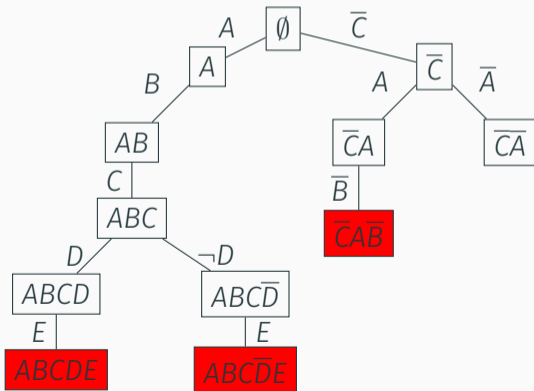 A ∅ C̅
A C̅
B A A̅
AB C̅A C̅A̅
C B̅
ABC C̅AB̅
D ¬D
ABCD ABCD̅
E E
ABCDE ABCD̅E